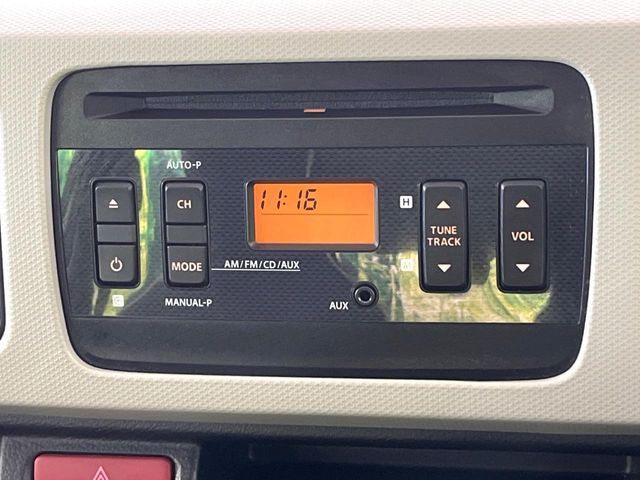 AUTO-P
CH
MODE
MANUAL-P
11:16
AM/FM/CD/AUX
AUX
H
TUNE
TRACK
M
VOL